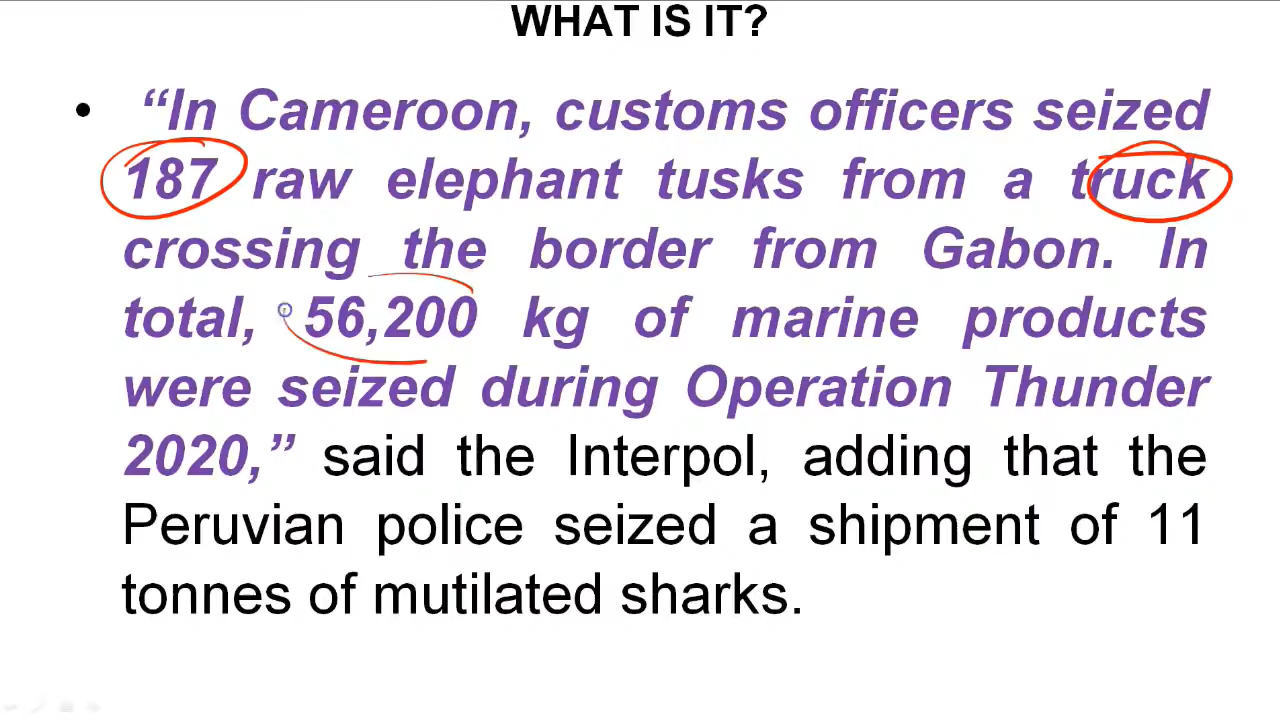 WHAT IS IT?
• “In Cameroon, customs officers seized
187 raw elephant tusks from a truck
crossing the border from Gabon. In
total, 56,200 kg of marine products
were seized during Operation Thunder
2020,” said the Interpol, adding that the
Peruvian police seized a shipment of 11
tonnes of mutilated sharks.